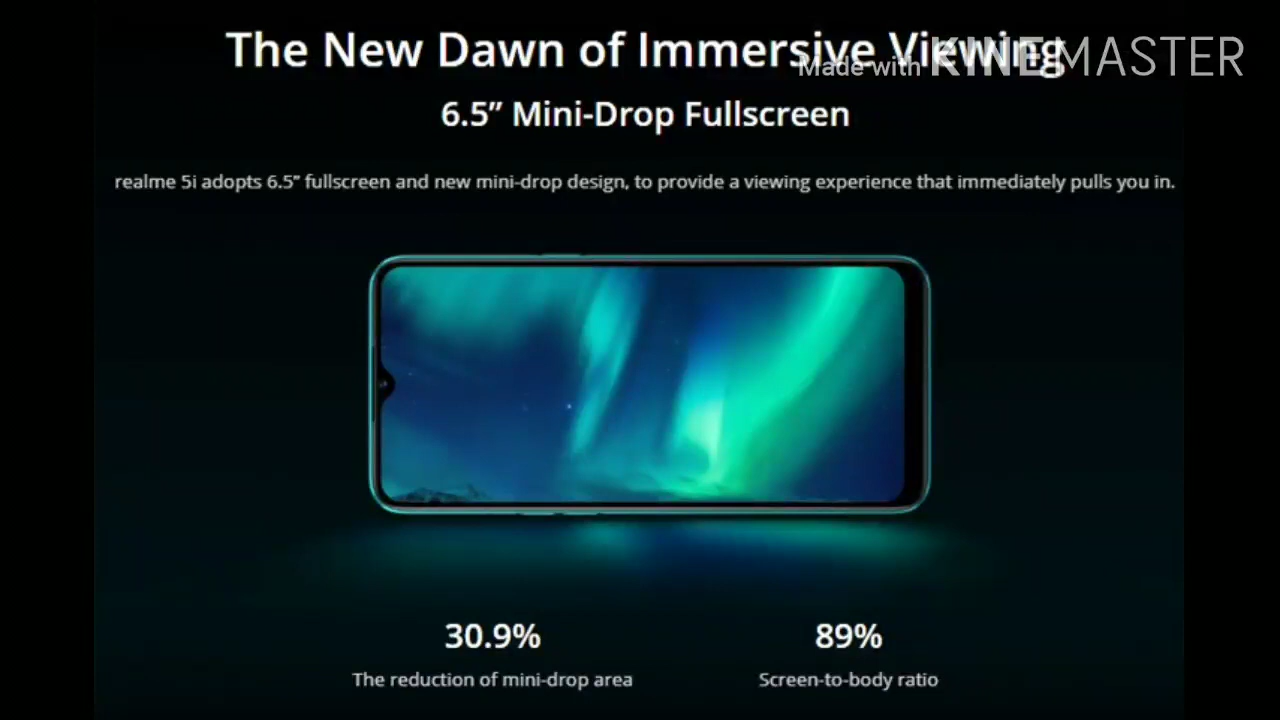 The New Dawn of Immersive Viewing
Made with KINEMASTER
6.5” Mini-Drop Fullscreen
realme 5i adopts 6.5” fullscreen and new mini-drop design, to provide a viewing experience that immediately pulls you in.
30.9%
89%
The reduction of mini-drop area
Screen-to-body ratio